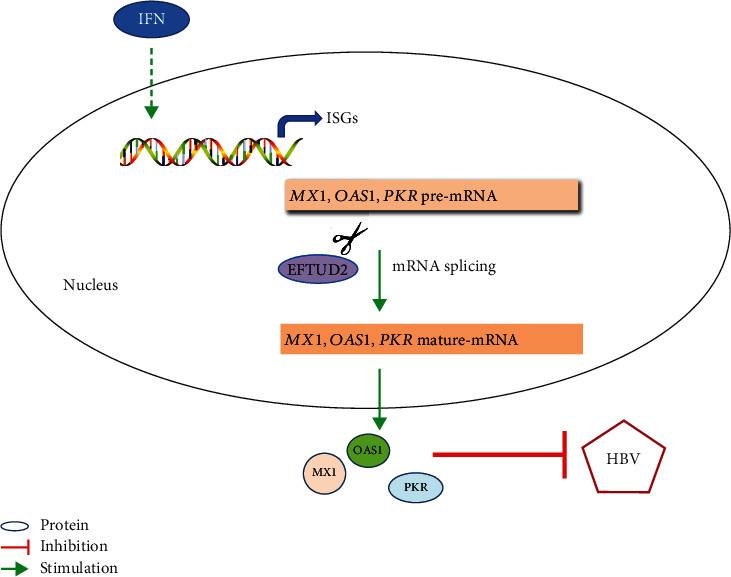 IFN
ISGs
MX1, OAS1, PKR pre-mRNA
EFTUD2
mRNA splicing
Nucleus
MX1, OAS1, PKR mature-mRNA
OAS1
MX1
PKR
HBV
Protein
Inhibition
Stimulation